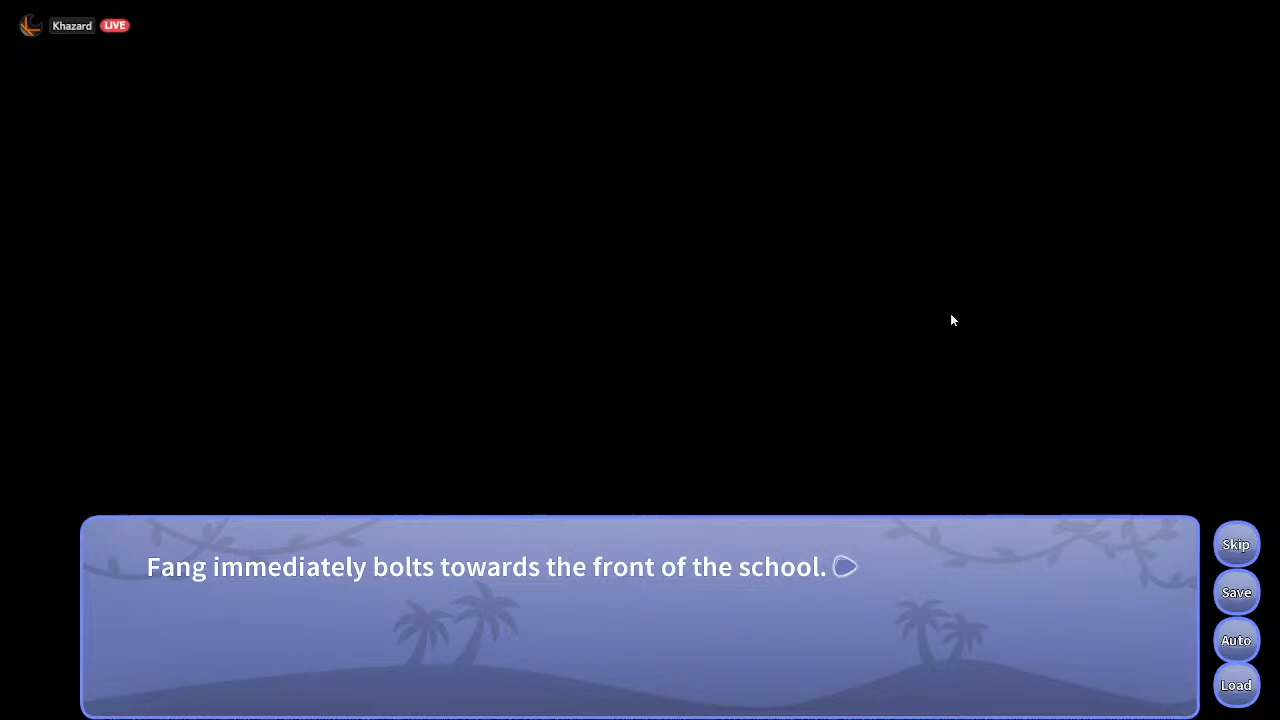 Khazard LIVE
Fang immediately bolts towards the front of the school.
Skip
Save
Auto
Load